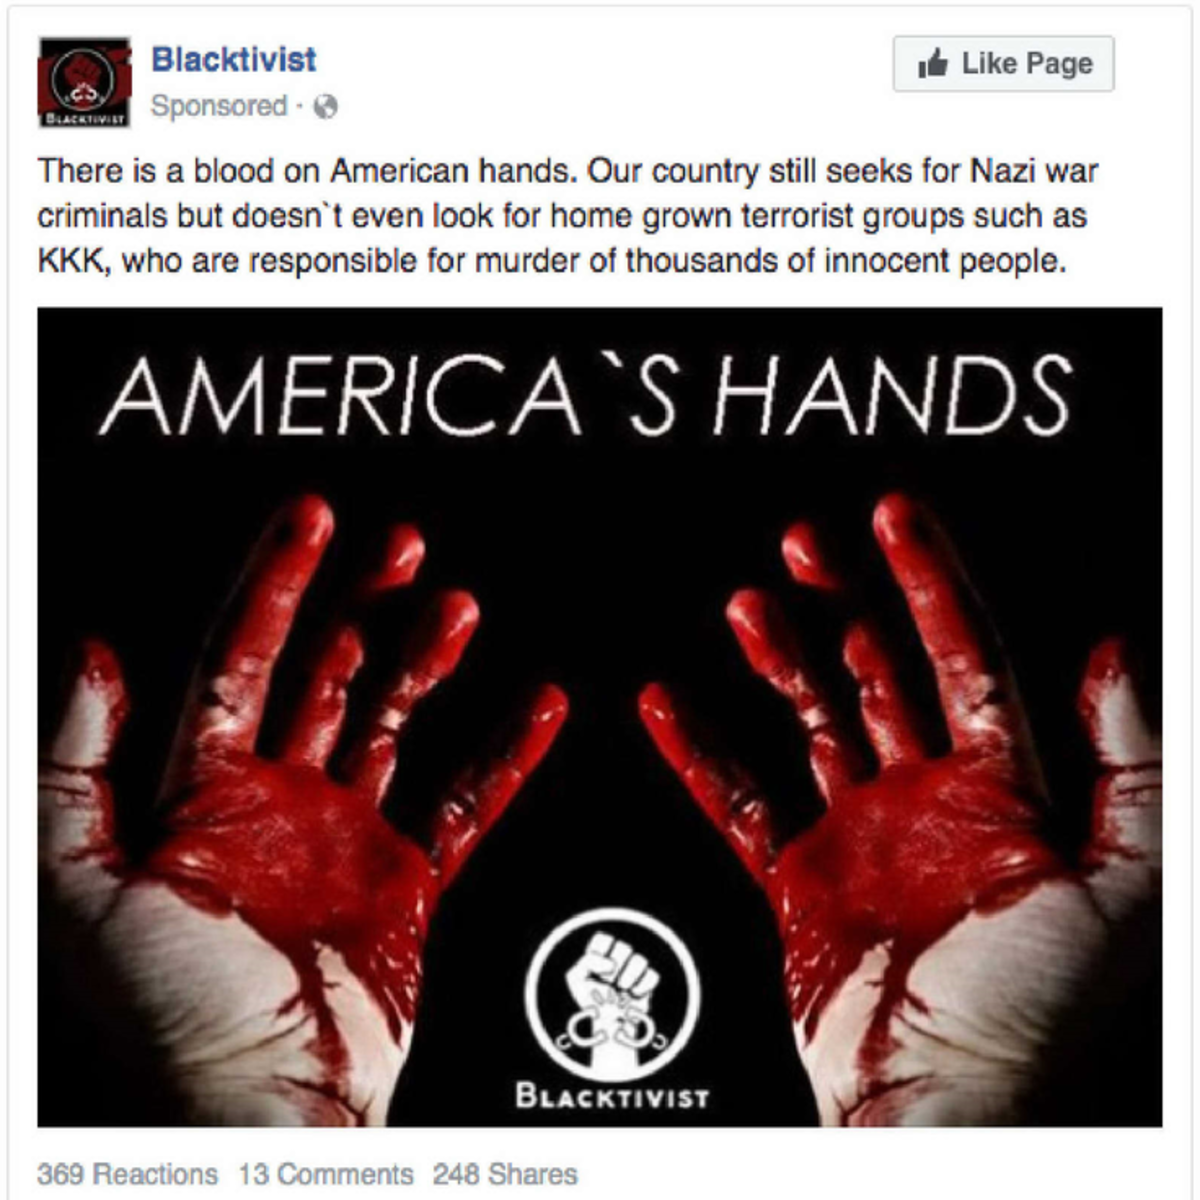 Blacktivist
Like Page
Sponsored ·
BLACKTIVIST
There is a blood on American hands. Our country still seeks for Nazi war
criminals but doesn`t even look for home grown terrorist groups such as
KKK, who are responsible for murder of thousands of innocent people.
AMERICA`S HANDS
BLACKTIVIST
369 Reactions 13 Comments 248 Shares